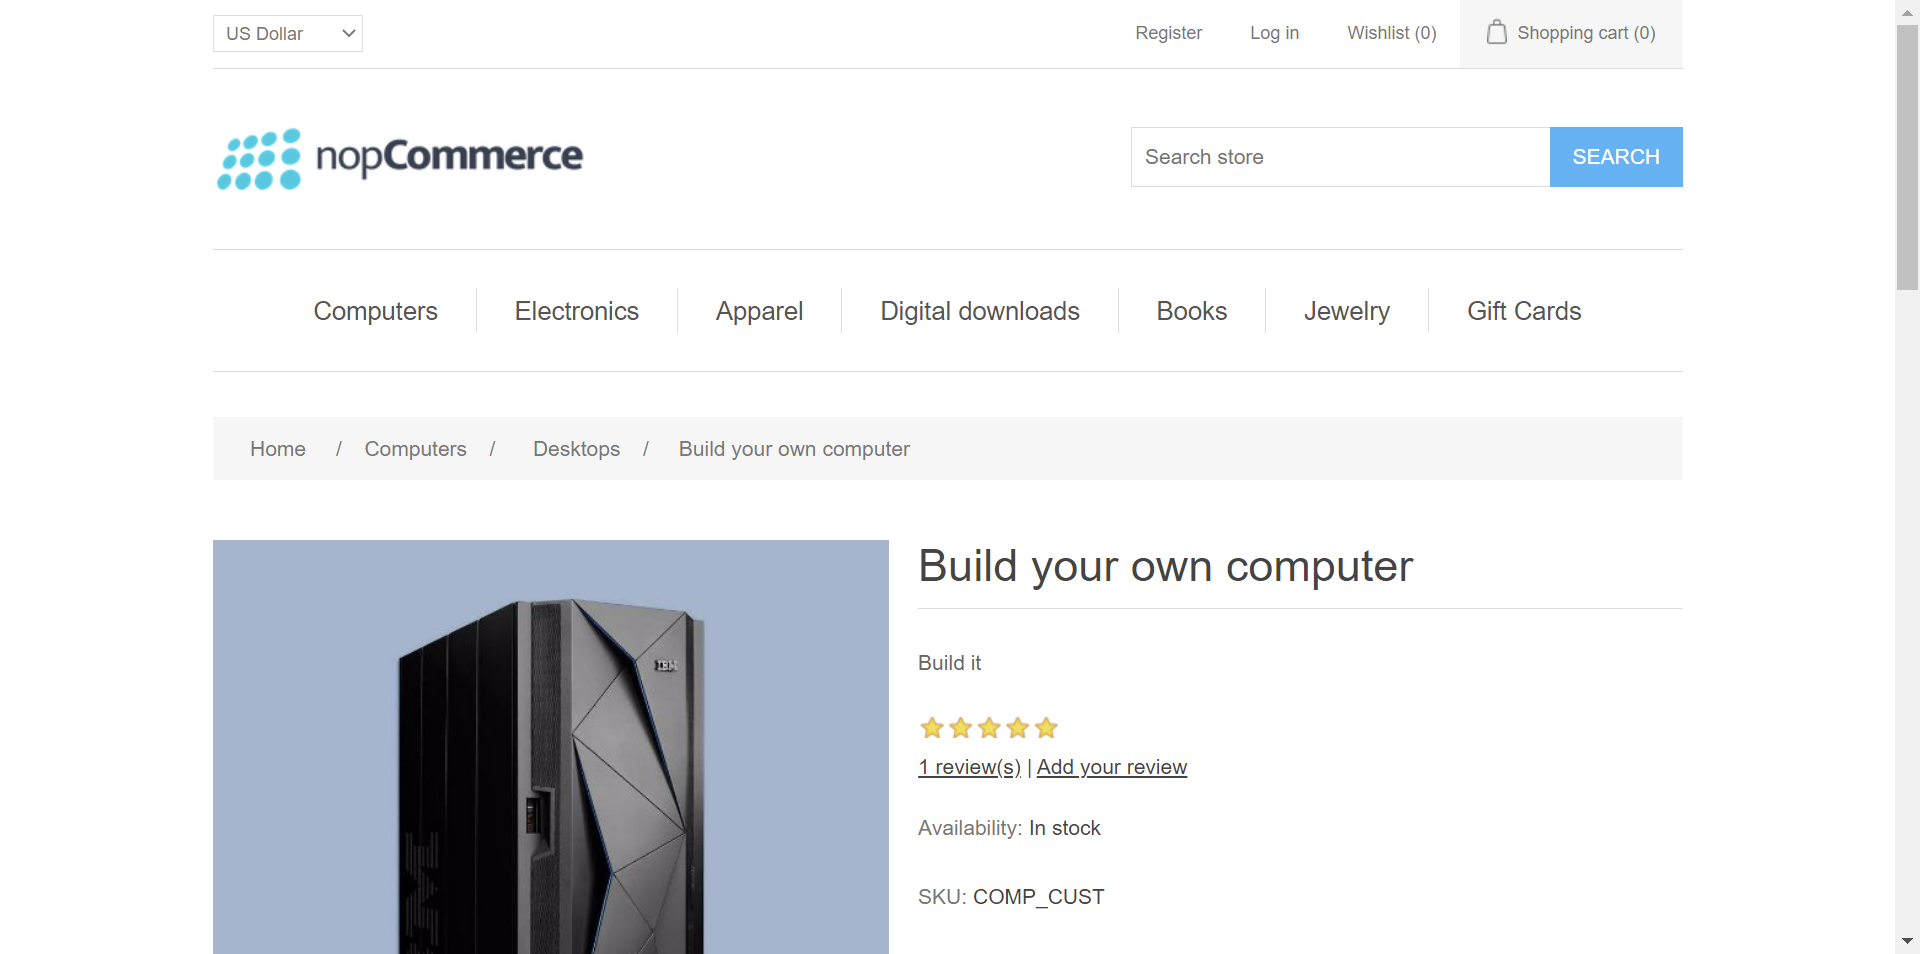 US Dollar
Register
Log in
Wishlist (0)
Shopping cart (0)
nopCommerce
Search store
SEARCH
Computers
Electronics
Apparel
Digital downloads
Books
Jewelry
Gift Cards
Home / Computers / Desktops / Build your own computer
Build your own computer
Build it
1 review(s) | Add your review
Availability: In stock
SKU: COMP_CUST
IBM
IBM